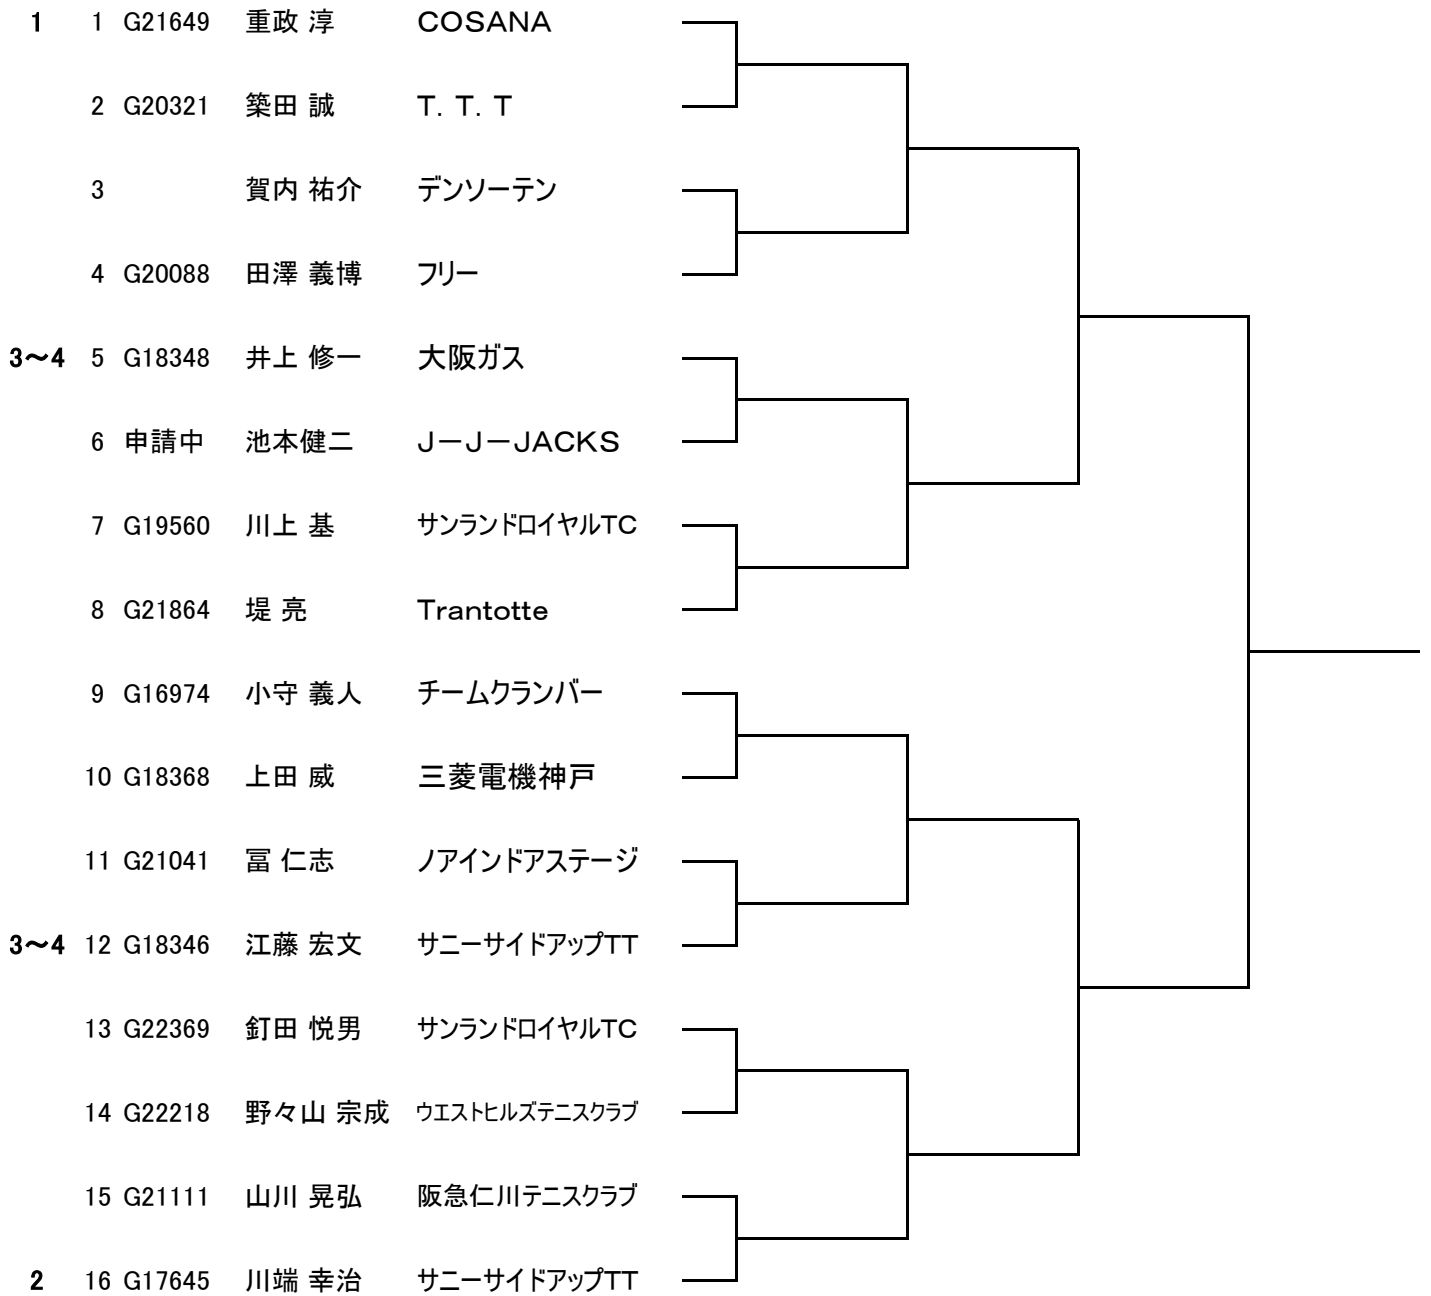 1 1 G21649 重政 淳 COSANA
2 G20321 築田 誠 T．T．T
3 賀内 祐介 デンソーテン
4 G20088 田澤 義博 フリー
3～4 5 G18348 井上 修一 大阪ガス
6 申請中 池本健二 J－J－JACKS
7 G19560 川上 基 サンランドロイヤルTC
8 G21864 堤 亮 Trantotte
9 G16974 小守 義人 チームクランバー
10 G18368 上田 威 三菱電機神戸
11 G21041 冨 仁志 ノアインドアステージ
3～4 12 G18346 江藤 宏文 サニーサイドアップTT
13 G22369 釘田 悦男 サンランドロイヤルTC
14 G22218 野々山 宗成 ウエストヒルズテニスクラブ
15 G21111 山川 晃弘 阪急仁川テニスクラブ
2 16 G17645 川端 幸治 サニーサイドアップTT